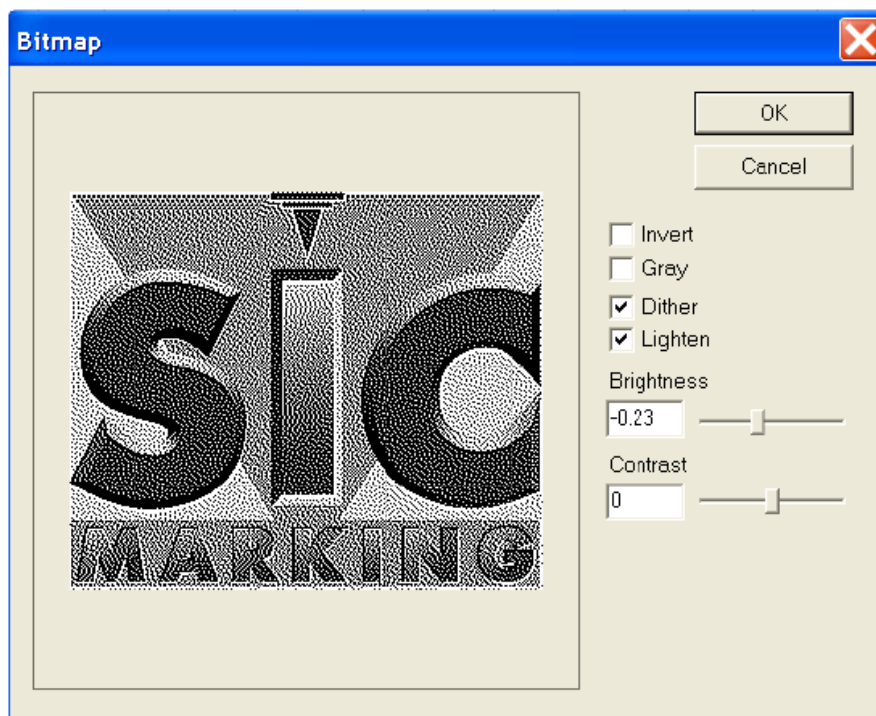 Bitmap
OK
Cancel
Invert
Gray
Dither
Lighten
Brightness
-0.23
Contrast
0
sic
MARKING